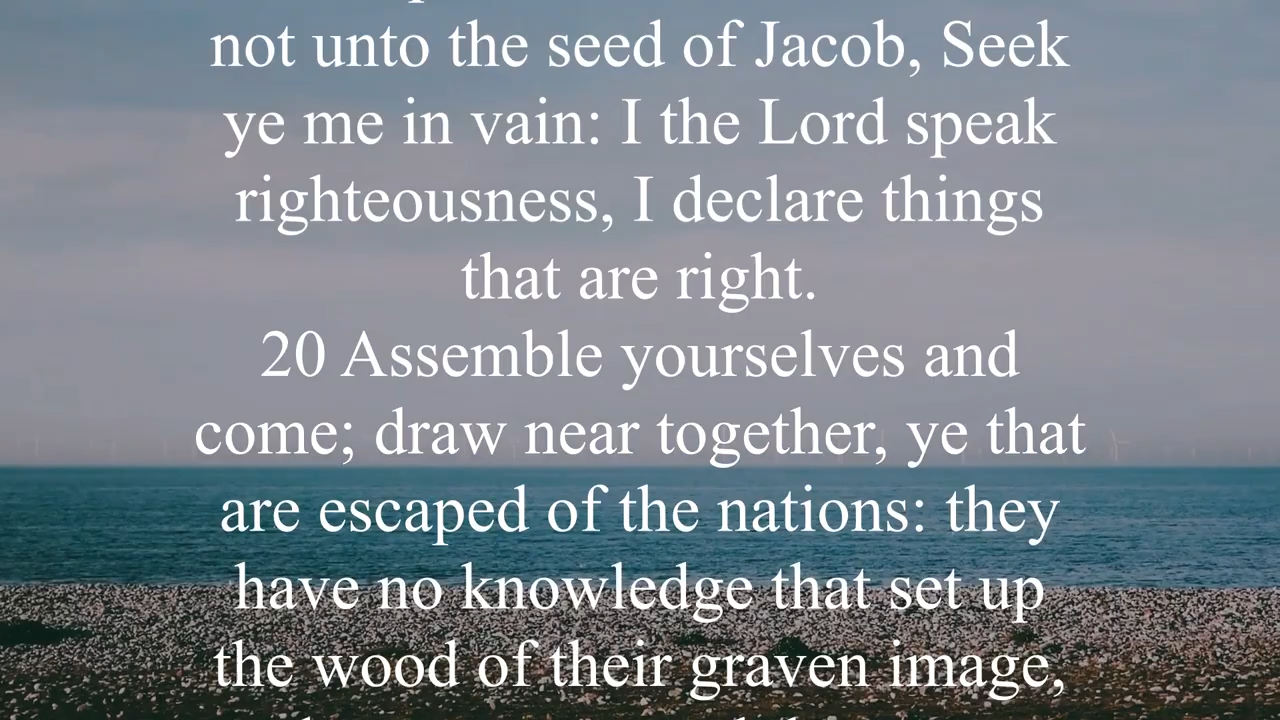 not unto the seed of Jacob, Seek
ye me in vain: I the Lord speak
righteousness, I declare things
that are right.
20 Assemble yourselves and
come; draw near together, ye that
are escaped of the nations: they
have no knowledge that set up
the wood of their graven image,